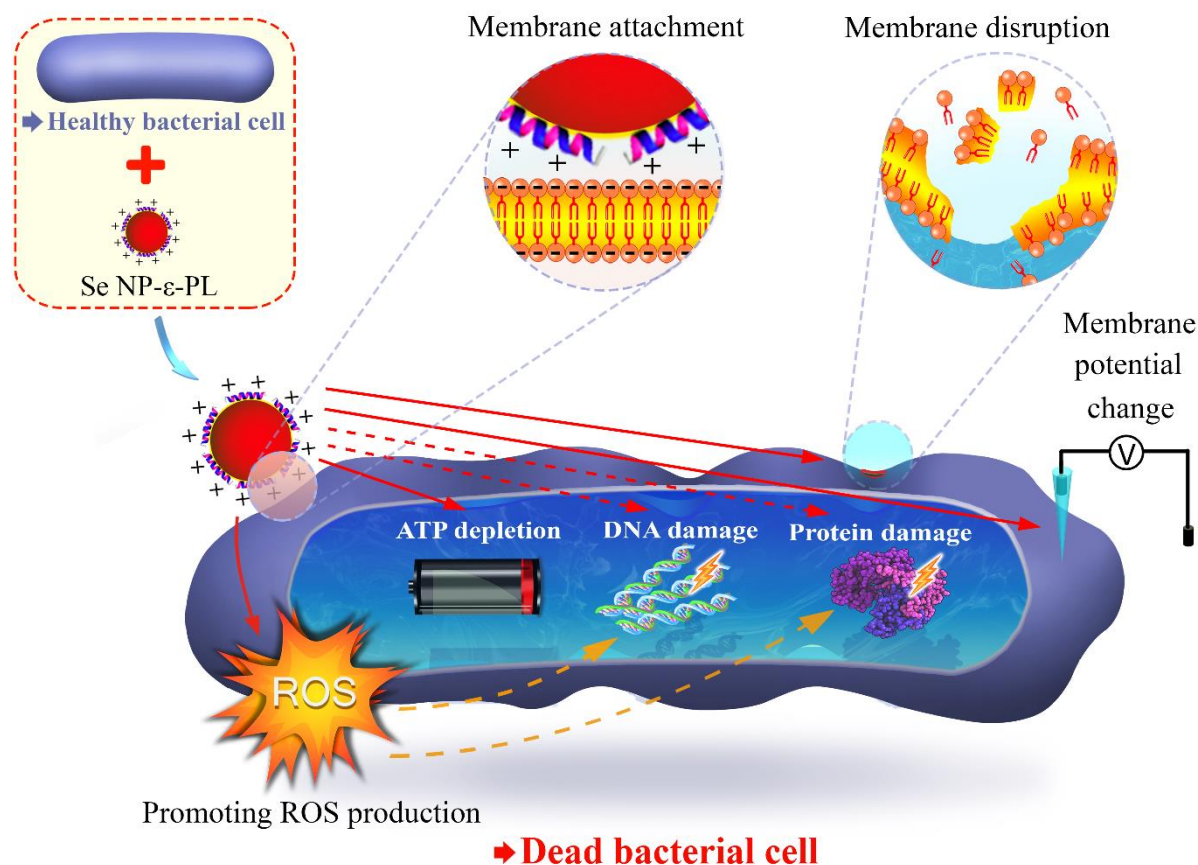 Membrane attachment
Membrane disruption
Healthy bacterial cell
Se NP-ε-PL
Membrane
potential
change
V
ATP depletion
DNA damage
Protein damage
ROS
Promoting ROS production
Dead bacterial cell